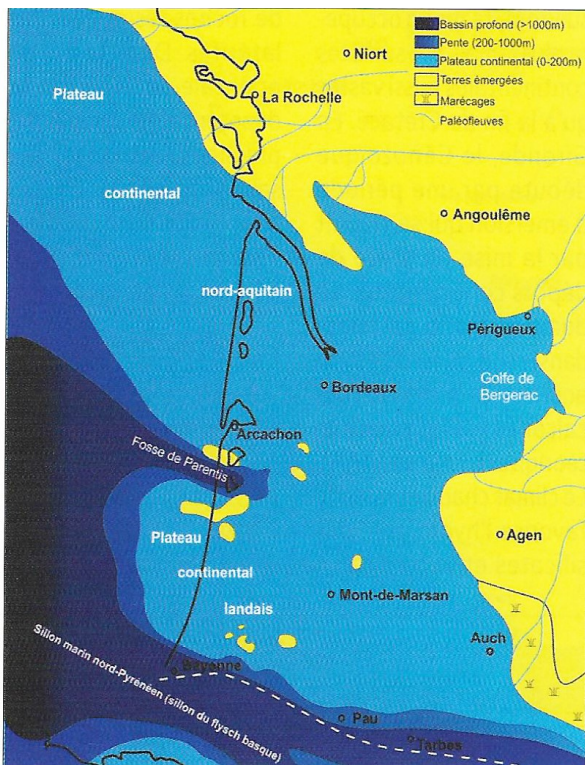 Bassin profond (>1000m)
Pente (200-1000m)
Plateau continental (0-200m)
Terres émergées
Marécages
Paléofleuves
Niort
Plateau
La Rochelle
continental
Angoulême
nord-aquitain
Périgueux
Golfe de
Bergerac
Bordeaux
Arcachon
Fosse de Parentis
Plateau
Agen
continental
Mont-de-Marsan
landais
Auch
Sillon marin nord-Pyrénéen (sillon du flysch basque)
Bayonne
Pau
Tarbes